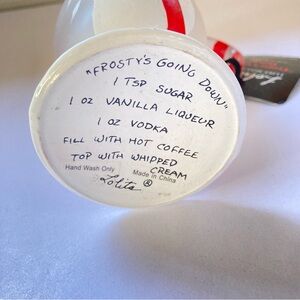 "FROSTY'S GOING DOWN"
1 TSP SUGAR
1 OZ VANILLA LIQUEUR
1 OZ VODKA
FILL WITH HOT COFFEE
TOP WITH WHIPPED
CREAM
Hand Wash Only
Made in China
Lolita ®